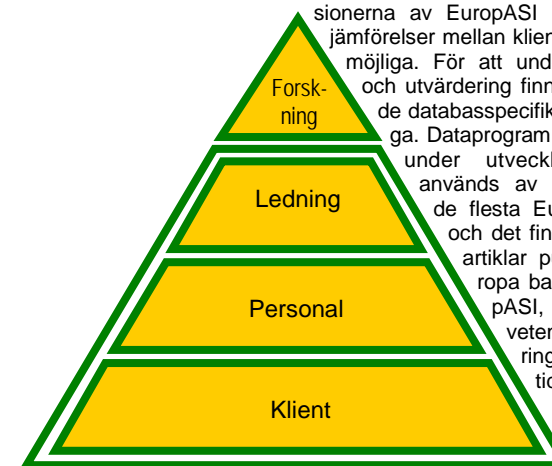 sionerna av EuropASI
jämförelser mellan klien
möjliga. För att und
och utvärdering finn
de databasspecifik
ga. Dataprogram
under utveckl
används av
de flesta Eu
och det fin
artiklar pu
ropa ba
pASI,
veter
ring
tid
Forsk-
ning
Ledning
Personal
Klient